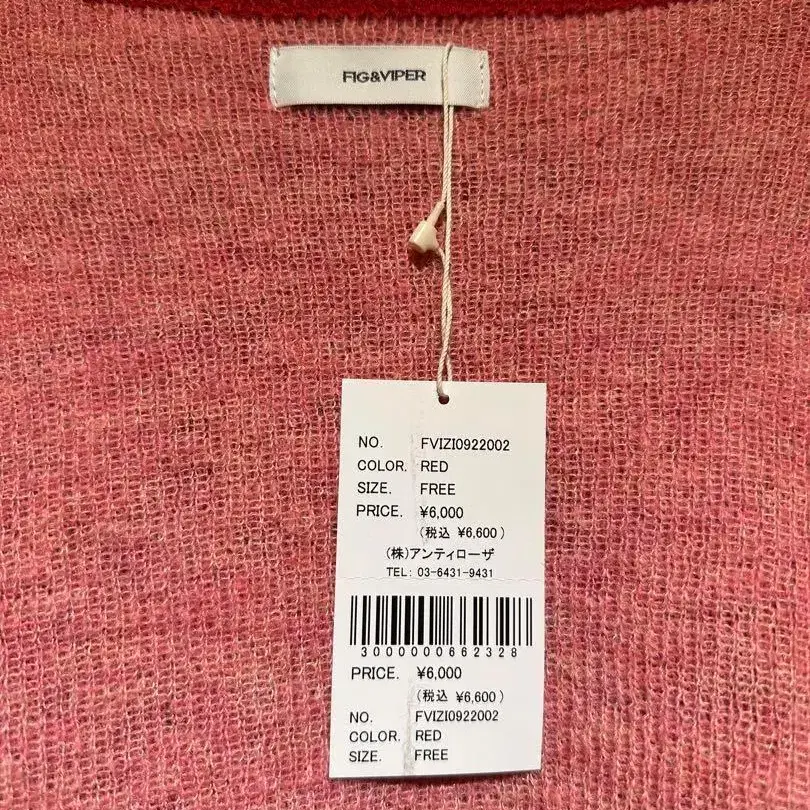 FIG&VIPER
NO. FVIZI0922002
COLOR. RED
SIZE. FREE
PRICE. ¥6,000
(税込 ¥6,600)
(株)アンティローザ
TEL: 03-6431-9431
3000000662328
PRICE. ¥6,000
(税込 ¥6,600)
NO. FVIZI0922002
COLOR. RED
SIZE. FREE